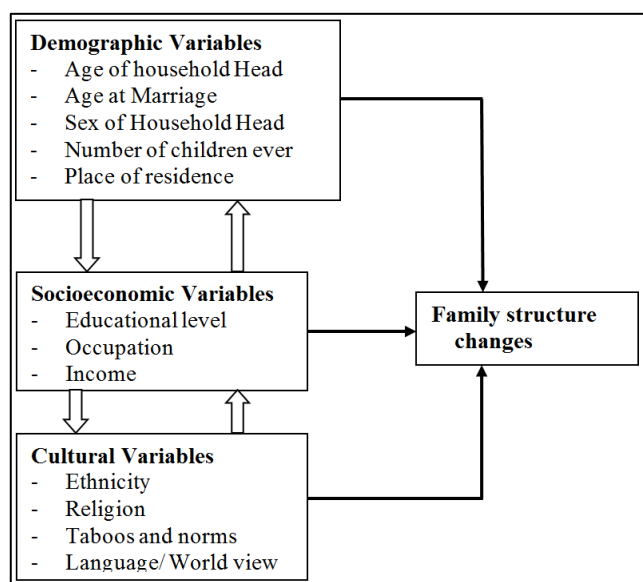 Demographic Variables
- Age of household Head
- Age at Marriage
- Sex of Household Head
- Number of children ever
- Place of residence
Socioeconomic Variables
- Educational level
- Occupation
- Income
Family structure
changes
Cultural Variables
- Ethnicity
- Religion
- Taboos and norms
- Language/ World view